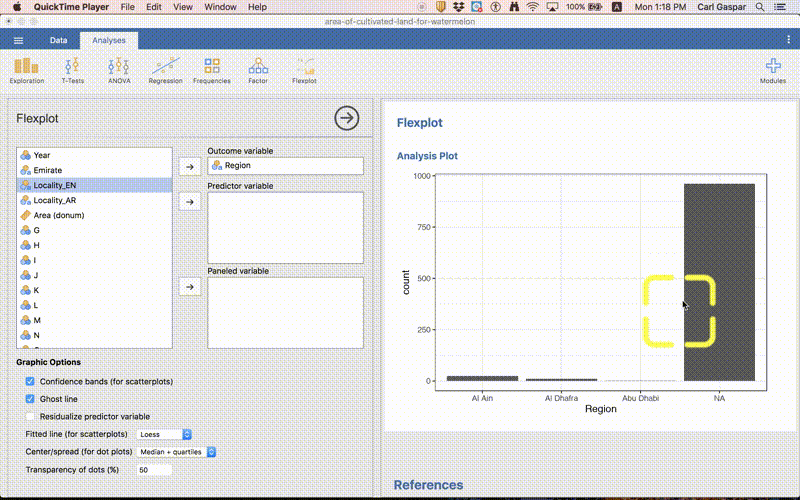 QuickTime Player File Edit View Window Help 100% A Mon 1:18 PM Carl Gaspar
area-of-cultivated-land-for-watermelon
Data Analyses
Exploration T-Tests ANOVA Regression Frequencies Factor Flexplot Modules
Flexplot
Year
Emirate
Locality_EN
Locality_AR
Area (donum)
G
H
I
J
K
L
M
N
Outcome variable
Region
Predictor variable
Paneled variable
Graphic Options
Confidence bands (for scatterplots)
Ghost line
Residualize predictor variable
Fitted line (for scatterplots) Loess
Center/spread (for dot plots) Median + quartiles
Transparency of dots (%) 50
Flexplot
Analysis Plot
1000
750
500
250
0
count
Al Ain Al Dhafra Abu Dhabi NA
Region
References